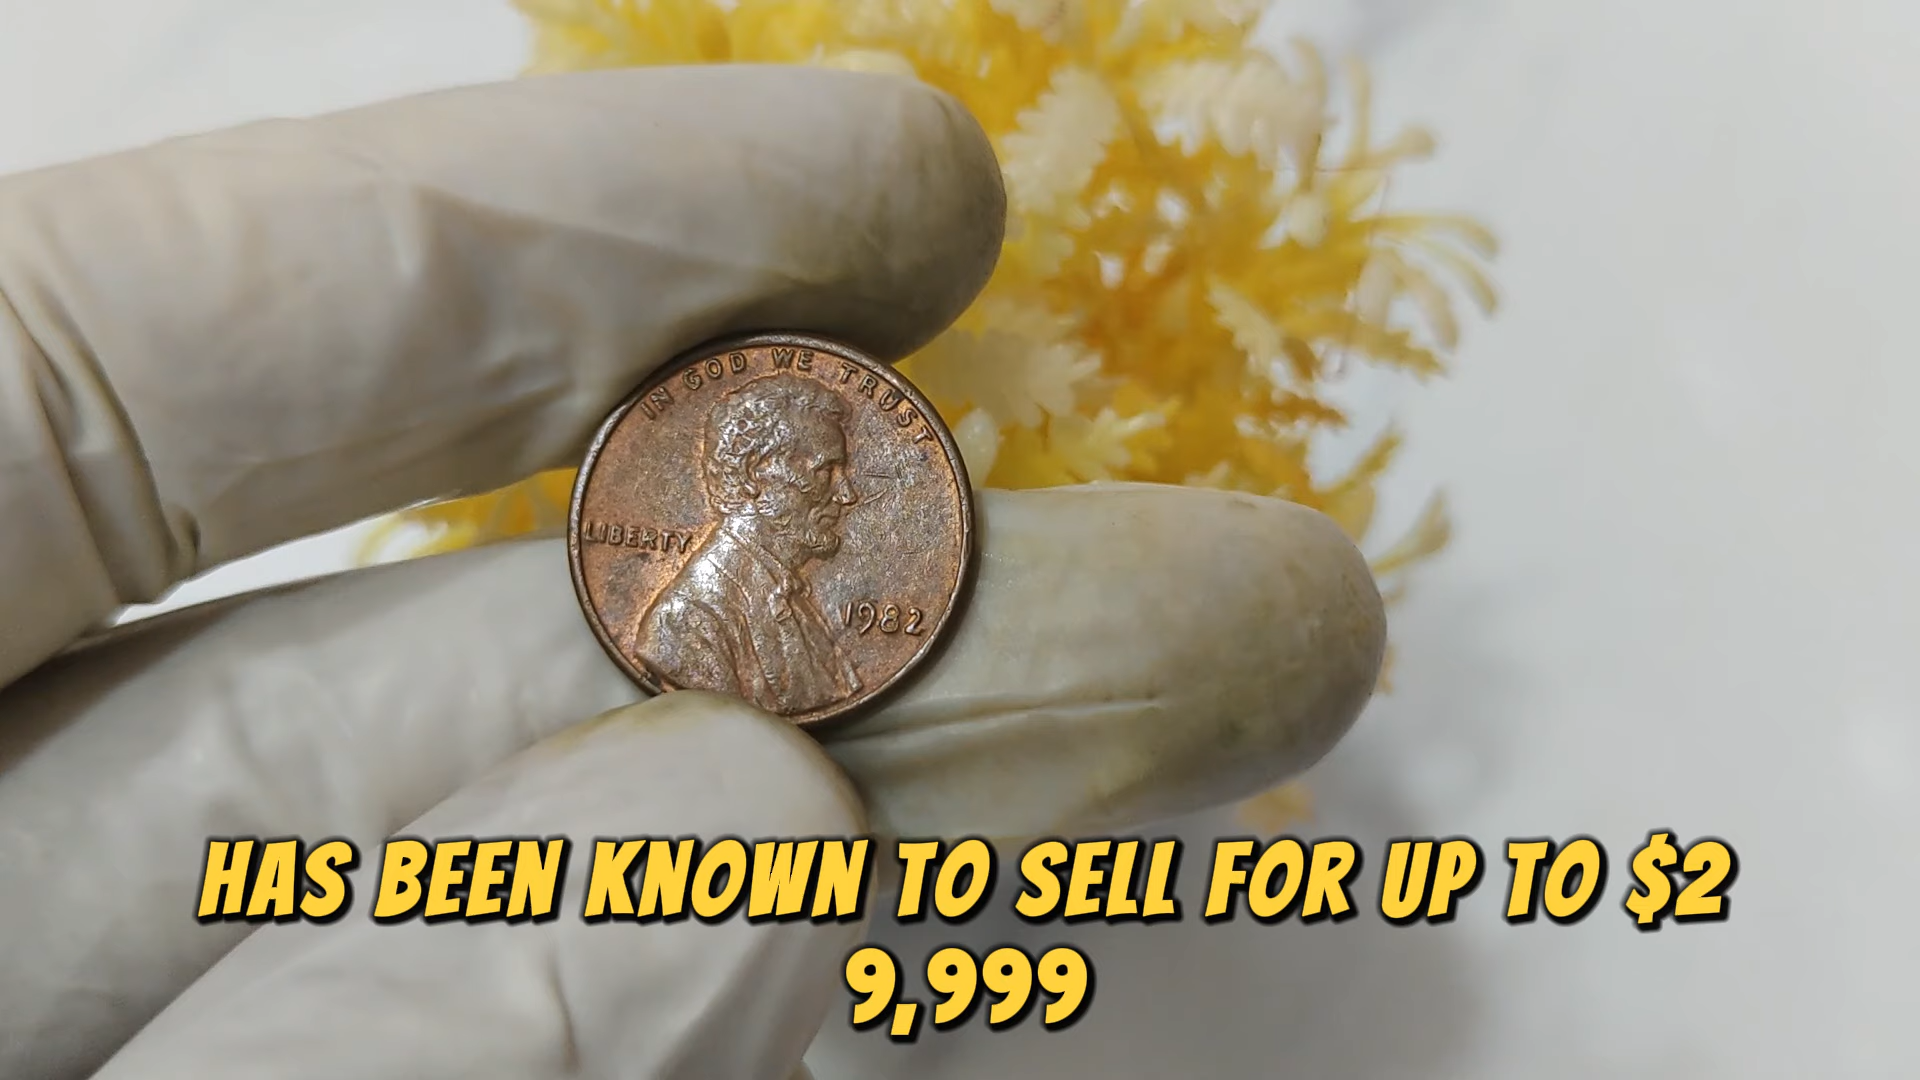 IN GOD WE TRUST
LIBERTY
1982
HAS BEEN KNOWN TO SELL FOR UP TO $2
9,999